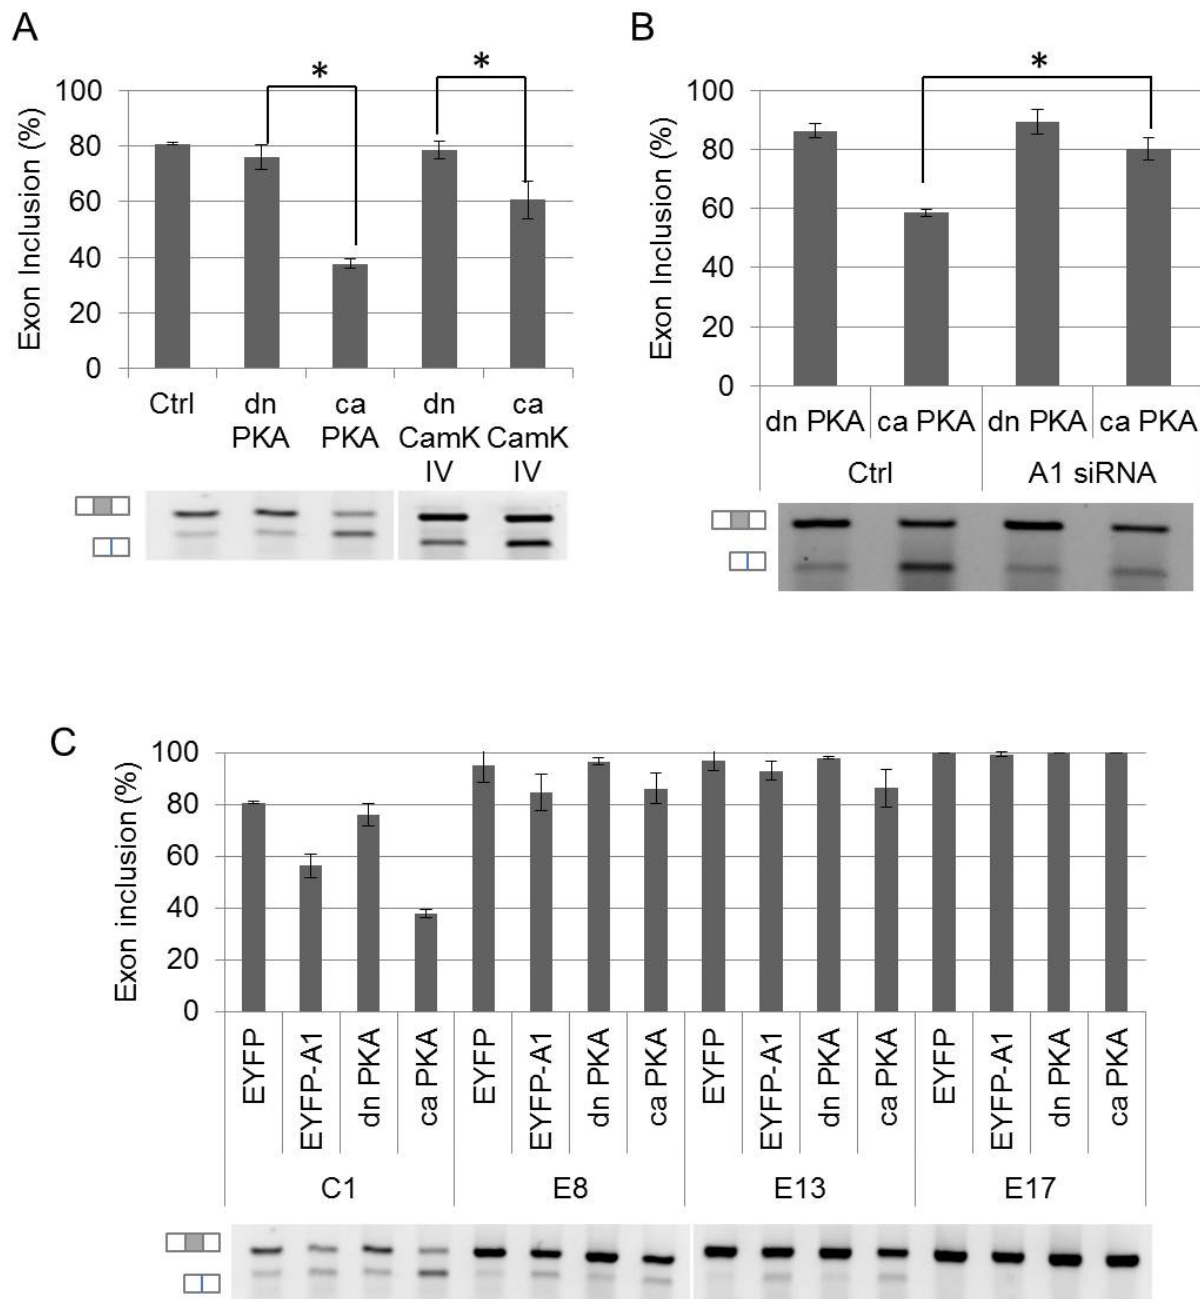 A
*
*
100
80
60
40
20
0
Exon Inclusion (%)
Ctrl
dn PKA
ca PKA
dn CamK IV
ca CamK IV
B
*
100
80
60
40
20
0
Exon Inclusion (%)
dn PKA
ca PKA
dn PKA
ca PKA
Ctrl
A1 siRNA
C
100
80
60
40
20
0
Exon inclusion (%)
EYFP
EYFP-A1
dn PKA
ca PKA
EYFP
EYFP-A1
dn PKA
ca PKA
EYFP
EYFP-A1
dn PKA
ca PKA
EYFP
EYFP-A1
dn PKA
ca PKA
C1
E8
E13
E17